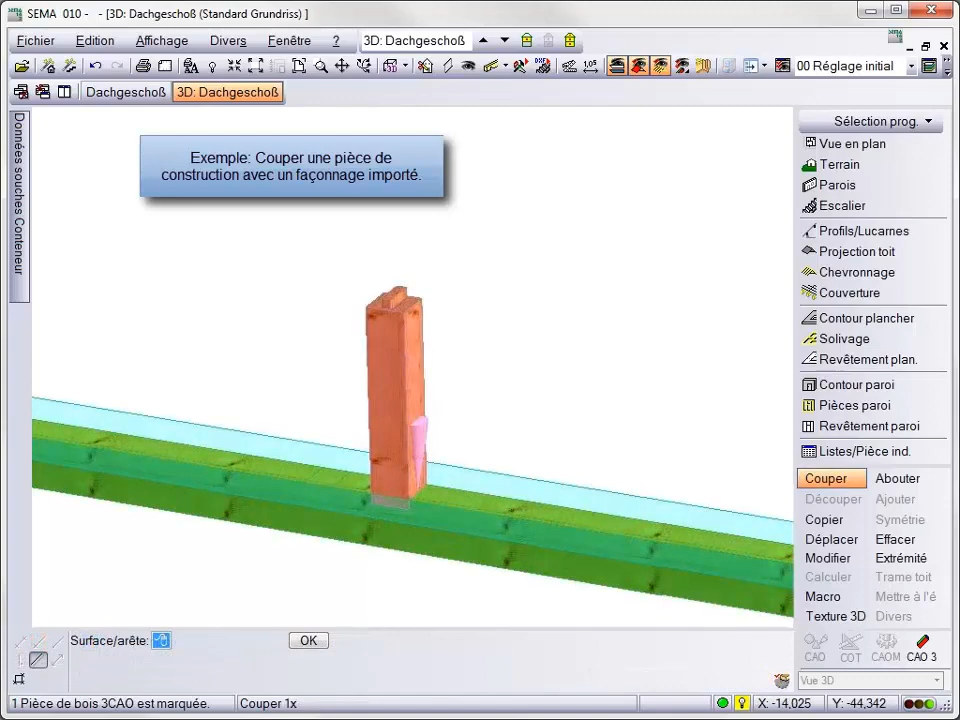 SEMA 010 - - [3D: Dachgeschoß (Standard Grundriss) ]
Fichier Edition Affichage Divers Fenêtre ? 3D: Dachgeschoß
00 Réglage initial
Dachgeschoß 3D: Dachgeschoß
Données souches Conteneur
Exemple: Couper une pièce de
construction avec un façonnage importé.
Sélection prog.
Vue en plan
Terrain
Parois
Escalier
Profils/Lucarnes
Projection toit
Chevronnage
Couverture
Contour plancher
Solivage
Revêtement plan.
Contour paroi
Pièces paroi
Revêtement paroi
Listes/Pièce ind.
Couper Abouter
Découper Ajouter
Copier Symétrie
Déplacer Effacer
Modifier Extrémité
Calculer Trame toit
Macro Mettre à l'é
Texture 3D Divers
CAO COT CAOM CAO 3
Vue 3D
Surface/arête: OK
1 Pièce de bois 3CAO est marquée. Couper 1x X: -14,025 Y: -44,342